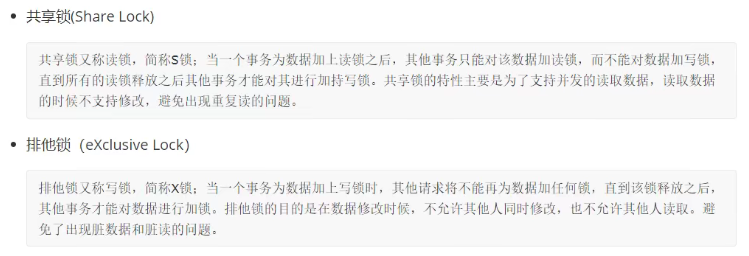 共享锁(Share Lock)
共享锁又称读锁，简称S锁；当一个事务为数据加上读锁之后，其他事务只能对该数据加读锁，而不能对数据加写锁，
直到所有的读锁释放之后其他事务才能对其进行加持写锁。共享锁的特性主要是为了支持并发的读取数据，读取数据
的时候不支持修改，避免出现重复读的问题。
排他锁（eXclusive Lock）
排他锁又称写锁，简称X锁；当一个事务为数据加上写锁时，其他请求将不能再为数据加任何锁，直到该锁释放之后，
其他事务才能对数据进行加锁。排他锁的目的是在数据修改时候，不允许其他人同时修改，也不允许其他人读取。避
免了出现脏数据和脏读的问题。